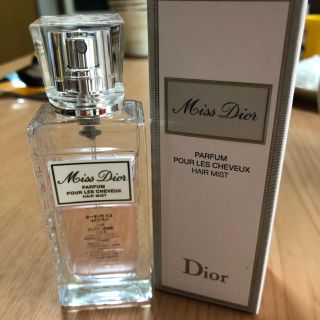 Miss Dior
PARFUM
POUR LES CHEVEUX
HAIR MIST
Miss Dior
PARFUM
POUR LES CHEVEUX
HAIR MIST
Dior